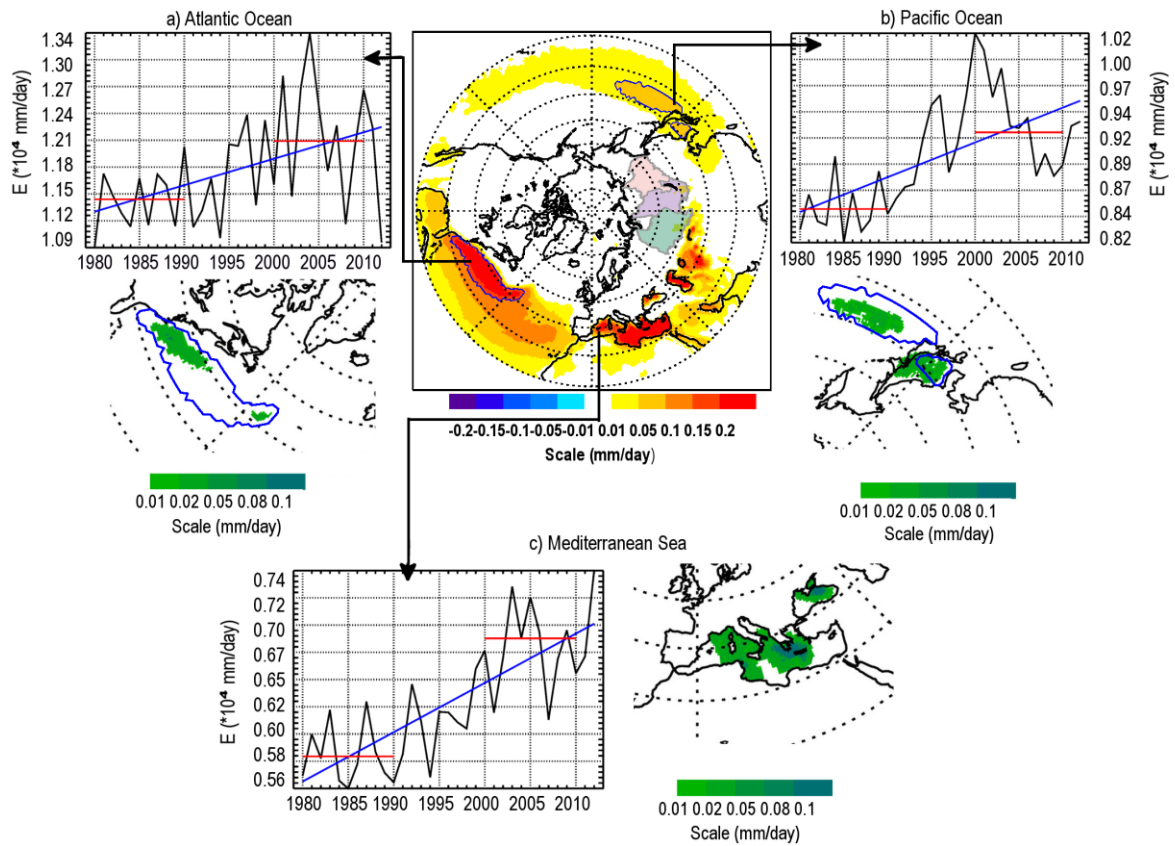 a) Atlantic Ocean
1.34
1.30
1.27
1.24
1.21
1.18
1.15
1.12
1.09
E (*10⁴ mm/day)
1980 1985 1990 1995 2000 2005 2010
b) Pacific Ocean
1.02
1.00
0.97
0.94
0.92
0.89
0.87
0.84
0.82
E (*10⁴ mm/day)
1980 1985 1990 1995 2000 2005 2010
-0.2-0.15-0.1-0.05-0.01 0.01 0.05 0.1 0.15 0.2
Scale (mm/day)
0.01 0.02 0.05 0.08 0.1
Scale (mm/day)
0.01 0.02 0.05 0.08 0.1
Scale (mm/day)
c) Mediterranean Sea
0.74
0.72
0.70
0.67
0.65
0.62
0.60
0.58
0.56
E (*10⁴ mm/day)
1980 1985 1990 1995 2000 2005 2010
0.01 0.02 0.05 0.08 0.1
Scale (mm/day)